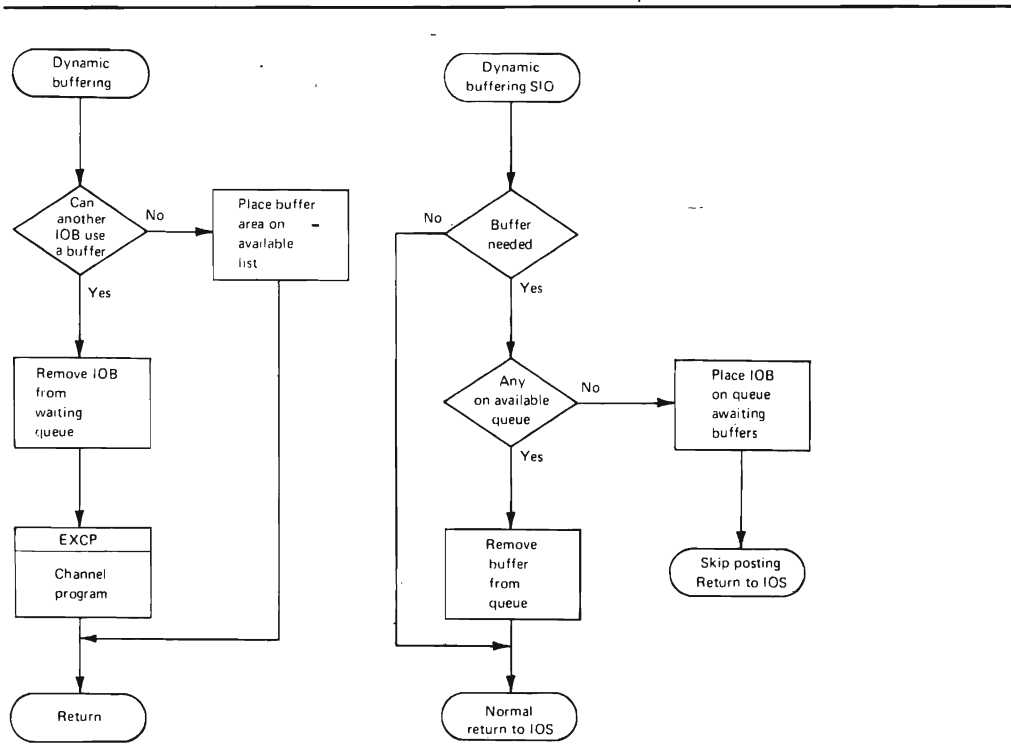 Dynamic
buffering
Can
another
IOB use
a buffer
No
Place buffer
area on
available
list
Yes
Remove IOB
from
waiting
queue
EXCP
Channel
program
Return
Dynamic
buffering SIO
No
Buffer
needed
Yes
Any
on available
queue
No
Place IOB
on queue
awaiting
buffers
Yes
Remove
buffer
from
queue
Skip posting
Return to IOS
Normal
return to IOS